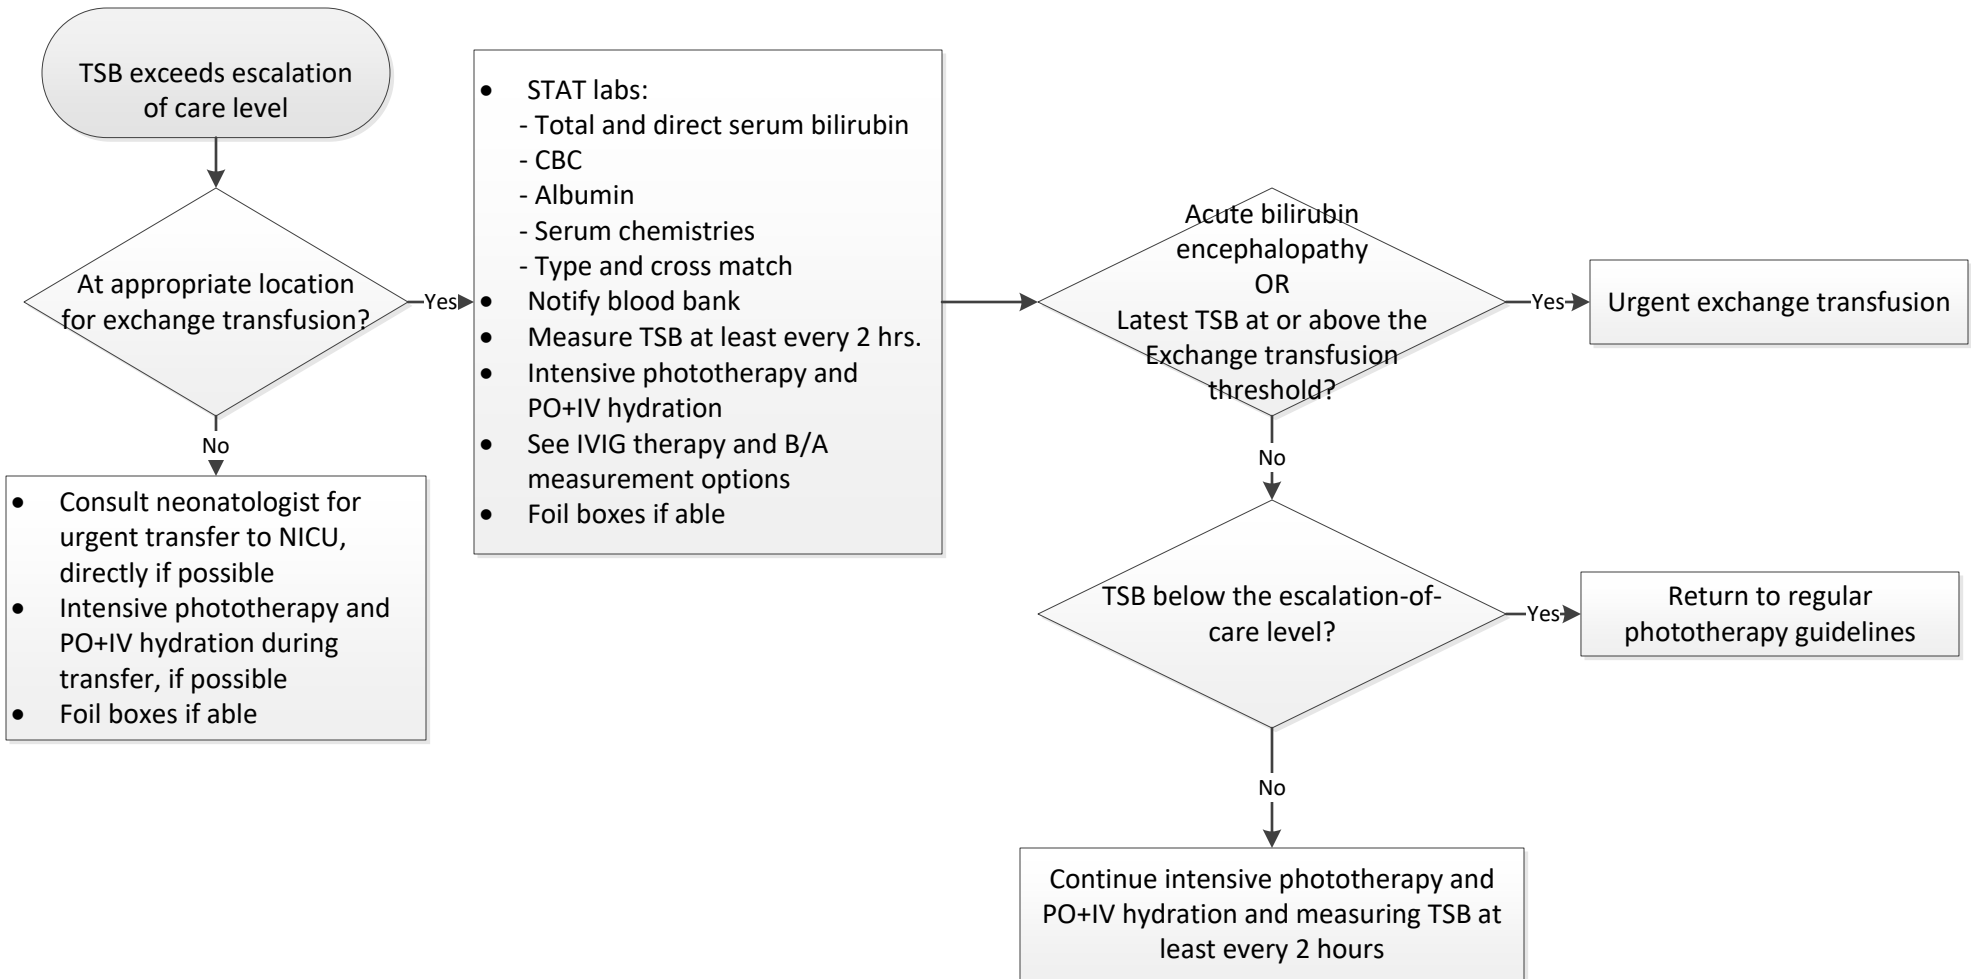 TSB exceeds escalation
of care level
At appropriate location
for exchange transfusion?
Yes
No
• Consult neonatologist for
urgent transfer to NICU,
directly if possible
• Intensive phototherapy and
PO+IV hydration during
transfer, if possible
• Foil boxes if able
• STAT labs:
- Total and direct serum bilirubin
- CBC
- Albumin
- Serum chemistries
- Type and cross match
• Notify blood bank
• Measure TSB at least every 2 hrs.
• Intensive phototherapy and
PO+IV hydration
• See IVIG therapy and B/A
measurement options
• Foil boxes if able
Acute bilirubin
encephalopathy
OR
Latest TSB at or above the
Exchange transfusion
threshold?
Yes
Urgent exchange transfusion
No
TSB below the escalation-of-
care level?
Yes
Return to regular
phototherapy guidelines
No
Continue intensive phototherapy and
PO+IV hydration and measuring TSB at
least every 2 hours